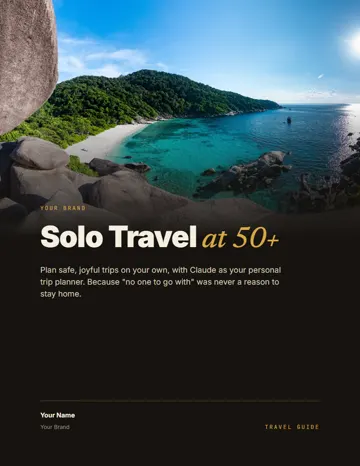 YOUR BRAND
Solo Travel at 50+
Plan safe, joyful trips on your own, with Claude as your personal
trip planner. Because "no one to go with" was never a reason to
stay home.
Your Name
Your Brand
TRAVEL GUIDE